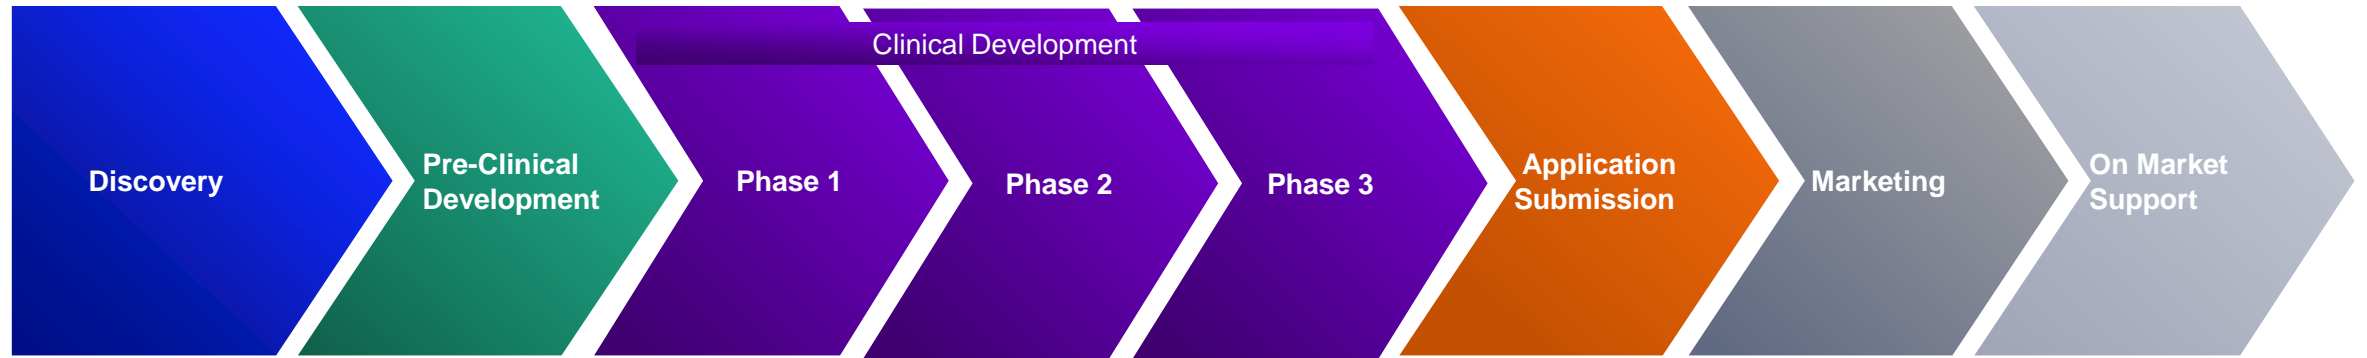 Clinical Development
Discovery
Pre-Clinical
Development
Phase 1
Phase 2
Phase 3
Application
Submission
Marketing
On Market
Support